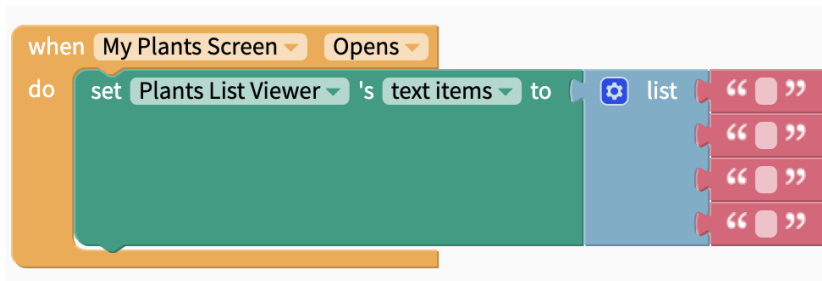 when My Plants Screen Opens
do set Plants List Viewer 's text items to list “ ”
“ ”
“ ”
“ ”